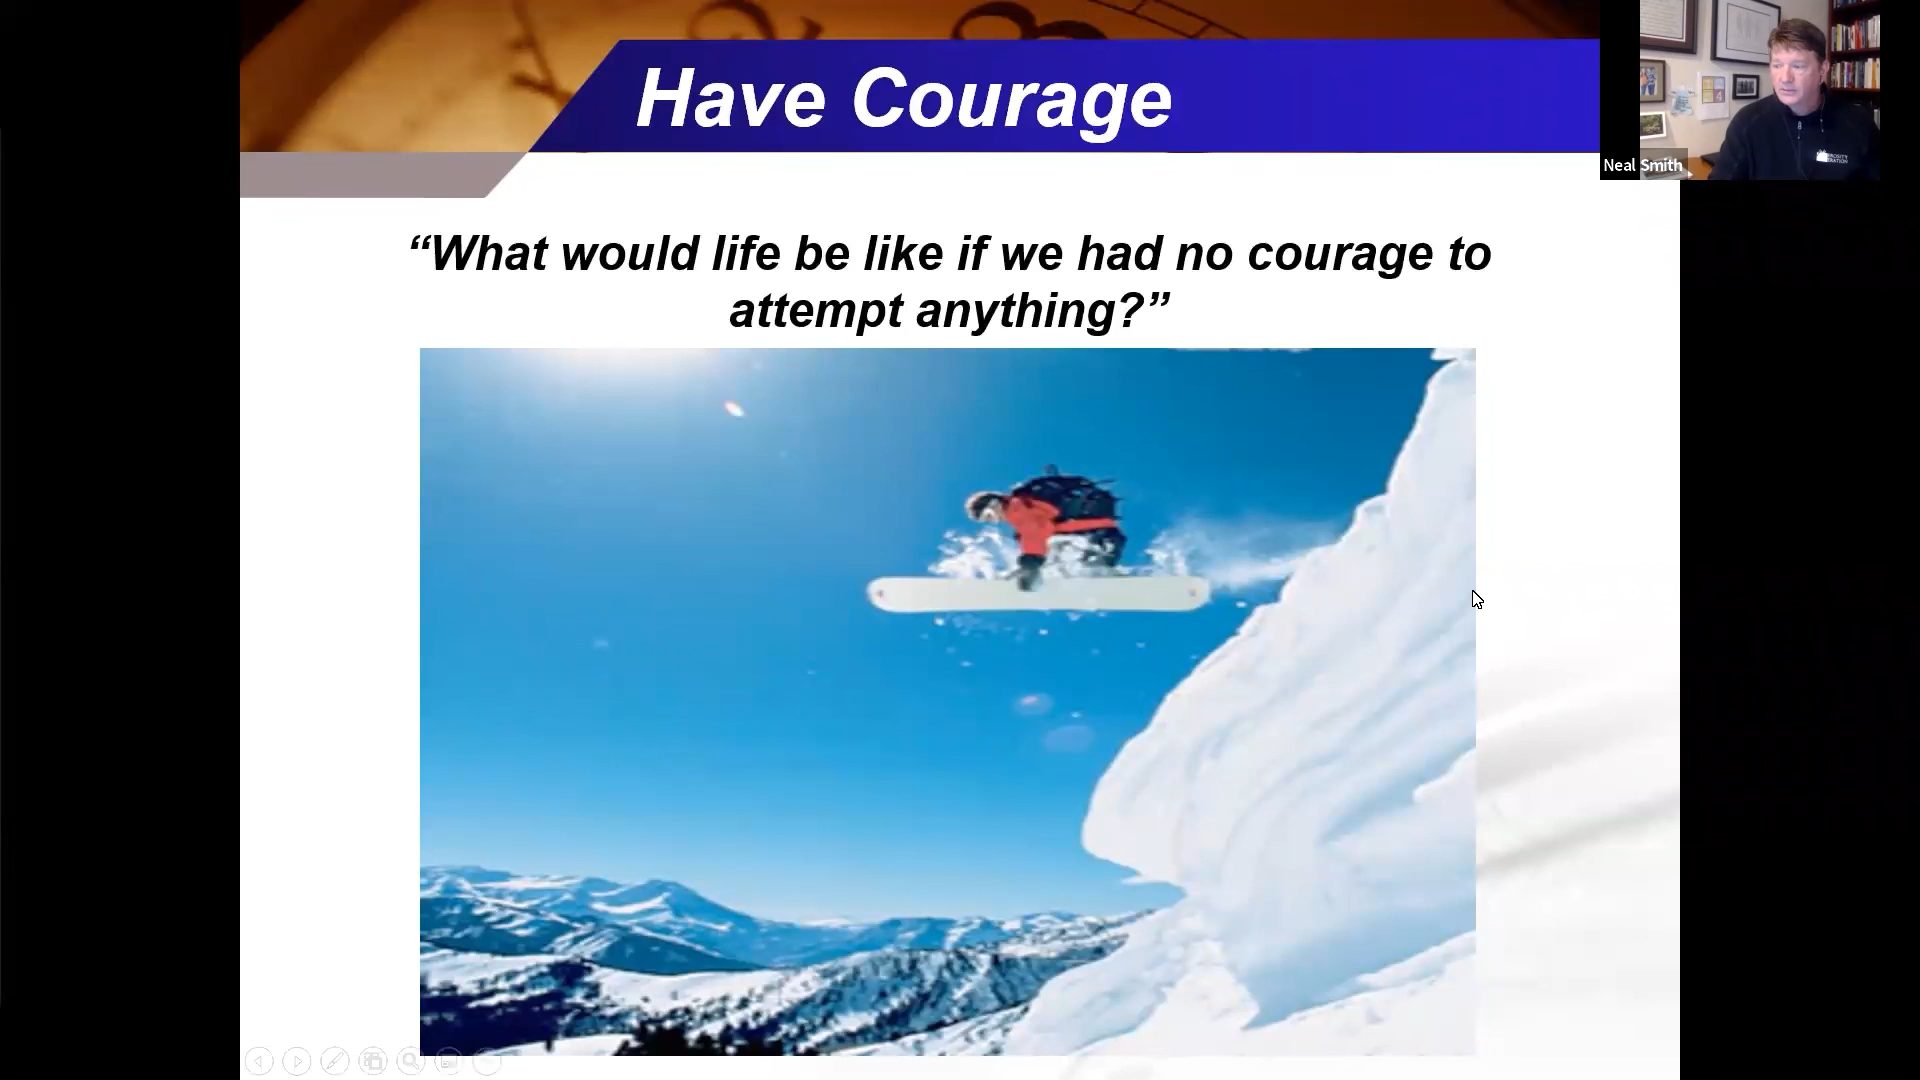 Have Courage
Neal Smith
“What would life be like if we had no courage to
attempt anything?”